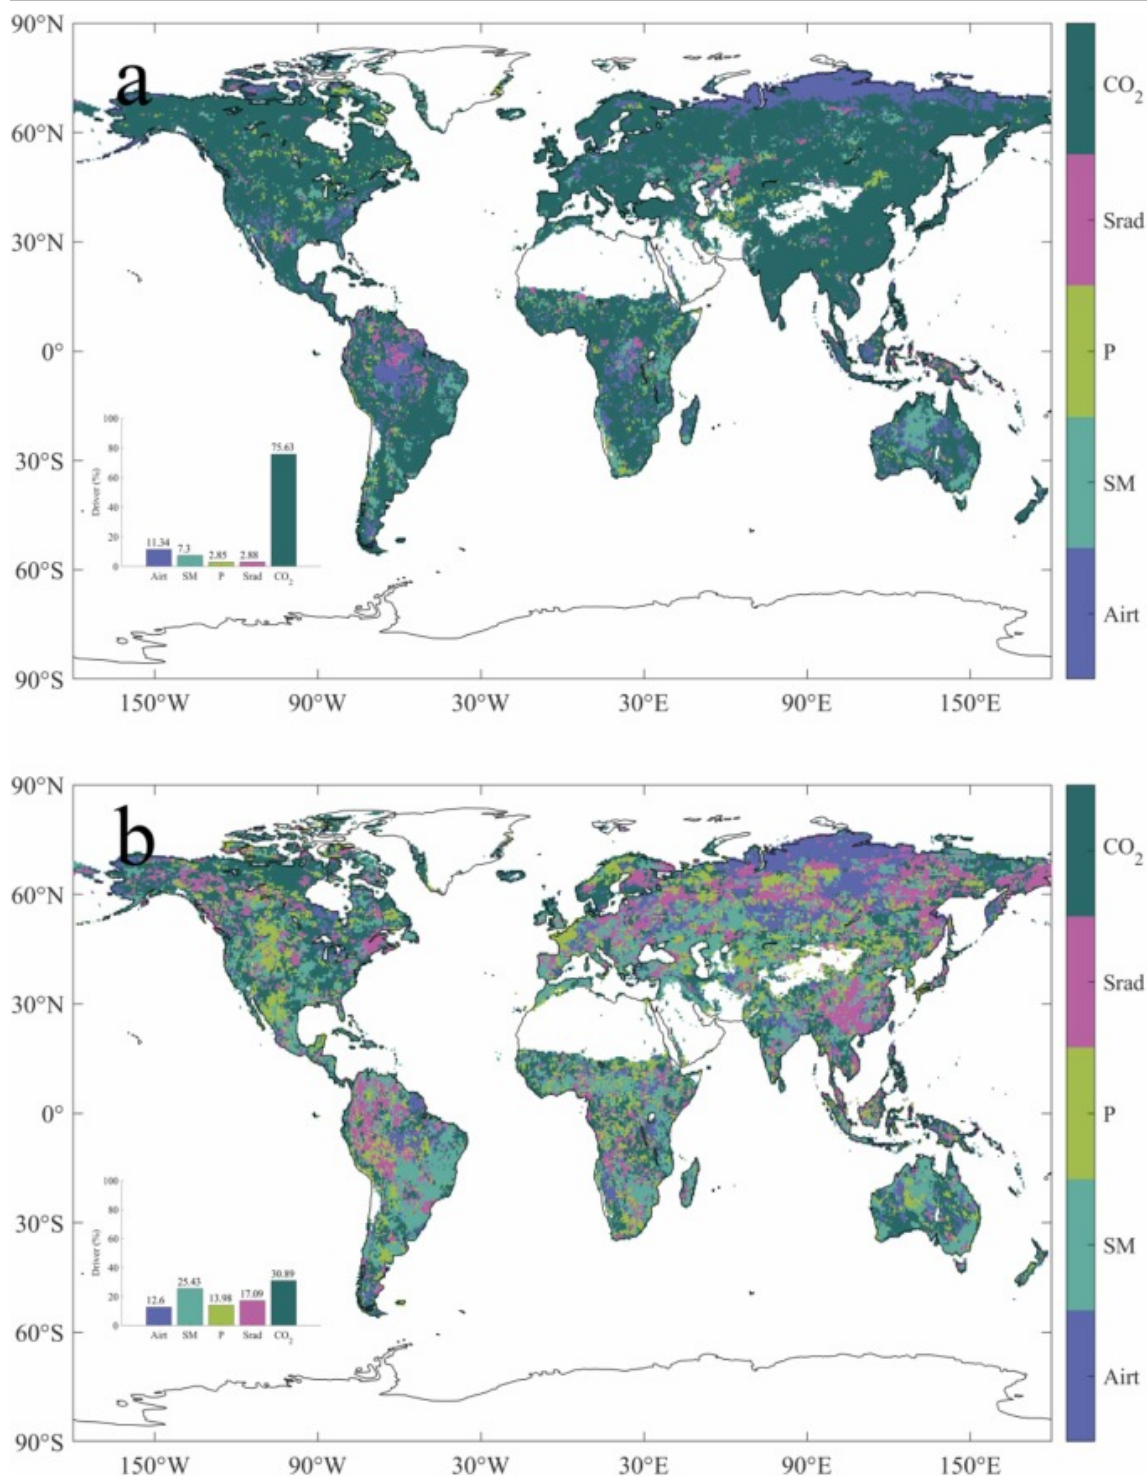 90°N
a
60°N
30°N
0°
30°S
60°S
90°S
150°W 90°W 30°W 30°E 90°E 150°E
CO2
Srad
P
SM
Airt
100
80
60
40
20
0
Driver (%)
11.34 7.3 2.85 2.88 75.63
Airt SM P Srad CO2
90°N
b
60°N
30°N
0°
30°S
60°S
90°S
150°W 90°W 30°W 30°E 90°E 150°E
CO2
Srad
P
SM
Airt
100
80
60
40
20
0
Driver (%)
12.6 25.43 13.98 17.09 30.89
Airt SM P Srad CO2